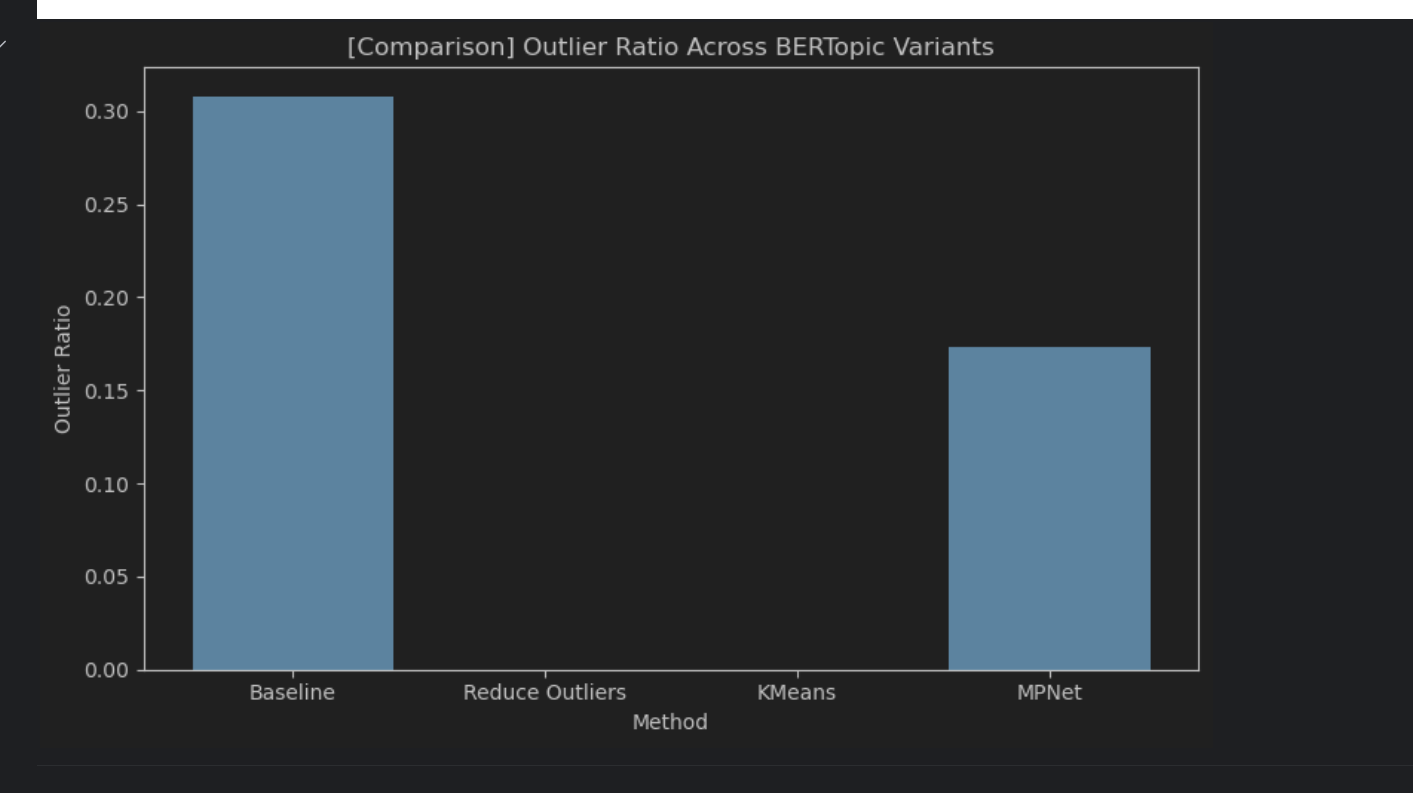 [Comparison] Outlier Ratio Across BERTopic Variants
0.30
0.25
0.20
0.15
0.10
0.05
0.00
Outlier Ratio
Baseline Reduce Outliers KMeans MPNet
Method